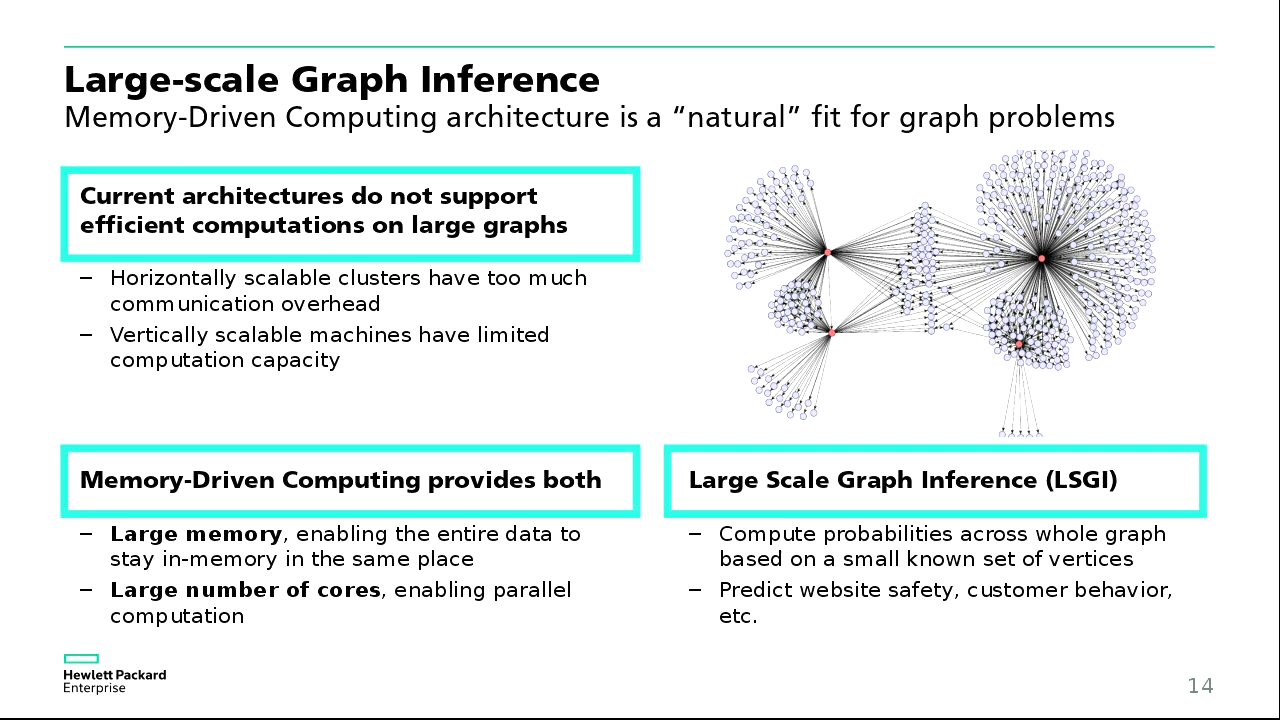 Large-scale Graph Inference
Memory-Driven Computing architecture is a “natural” fit for graph problems
Current architectures do not support
efficient computations on large graphs
– Horizontally scalable clusters have too much
communication overhead
– Vertically scalable machines have limited
computation capacity
Memory-Driven Computing provides both
– Large memory, enabling the entire data to
stay in-memory in the same place
– Large number of cores, enabling parallel
computation
Large Scale Graph Inference (LSGI)
– Compute probabilities across whole graph
based on a small known set of vertices
– Predict website safety, customer behavior,
etc.
Hewlett Packard
Enterprise
14